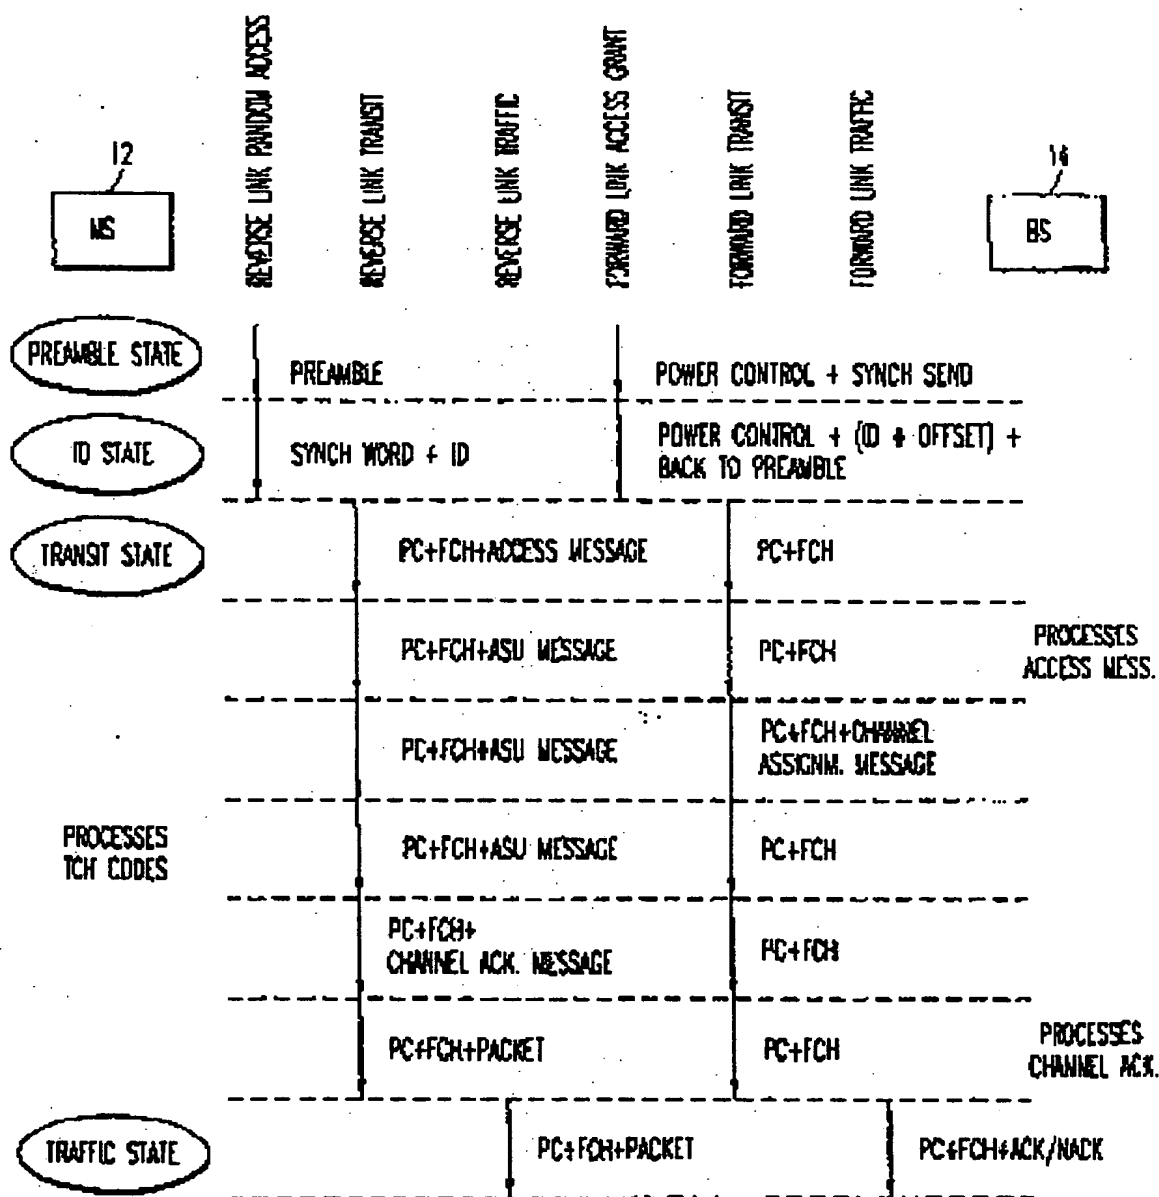 REVERSE LINK RANDOM ACCESS
REVERSE LINK TRANSIT
REVERSE LINK TRAFFIC
FORWARD LINK ACCESS GRANT
FORWARD LINK TRANSIT
FORWARD LINK TRAFFIC
12
MS
BS
PREAMBLE STATE
PREAMBLE
POWER CONTROL + SYNCH SEND
ID STATE
SYNCH WORD + ID
POWER CONTROL + (ID + OFFSET) +
BACK TO PREAMBLE
TRANSIT STATE
PC+FCH+ACCESS MESSAGE
PC+FCH
PC+FCH+ASU MESSAGE
PC+FCH
PROCESSES
ACCESS MESS.
PC+FCH+ASU MESSAGE
PC+FCH+CHANNEL
ASSIGNM. MESSAGE
PROCESSES
TCH CODES
PC+FCH+ASU MESSAGE
PC+FCH
PC+FCH+
CHANNEL ACK. MESSAGE
PC+FCH
PC+FCH+PACKET
PC+FCH
PROCESSES
CHANNEL ACK.
TRAFFIC STATE
PC+FCH+PACKET
PC+FCH+ACK/NACK